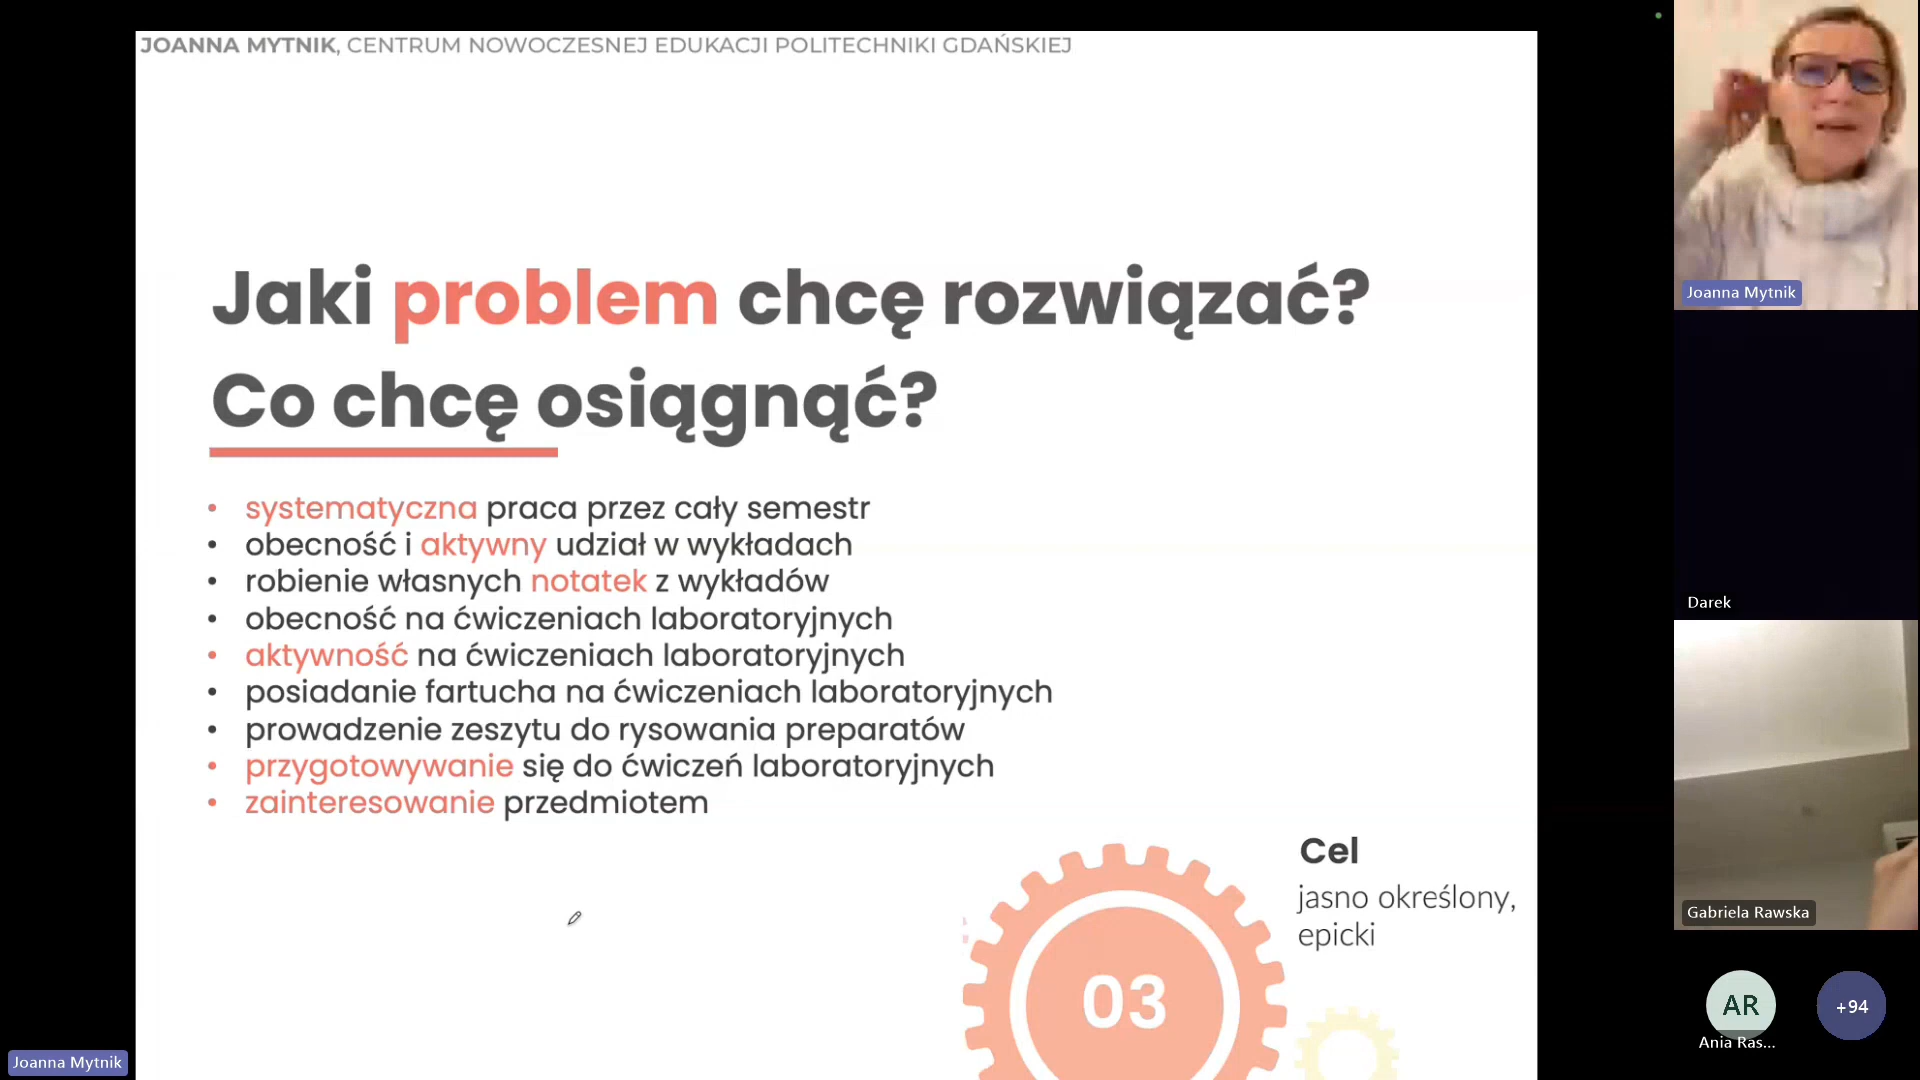 JOANNA MYTNIK, CENTRUM NOWOCZESNEJ EDUKACJI POLITECHNIKI GDAŃSKIEJ
Jaki problem chcę rozwiązać?
Co chcę osiągnąć?
• systematyczna praca przez cały semestr
• obecność i aktywny udział w wykładach
• robienie własnych notatek z wykładów
• obecność na ćwiczeniach laboratoryjnych
• aktywność na ćwiczeniach laboratoryjnych
• posiadanie fartucha na ćwiczeniach laboratoryjnych
• prowadzenie zeszytu do rysowania preparatów
• przygotowywanie się do ćwiczeń laboratoryjnych
• zainteresowanie przedmiotem
Cel
jasno określony,
epicki
03
Joanna Mytnik
Joanna Mytnik
Darek
Gabriela Rawska
AR
+94
Ania Ras...